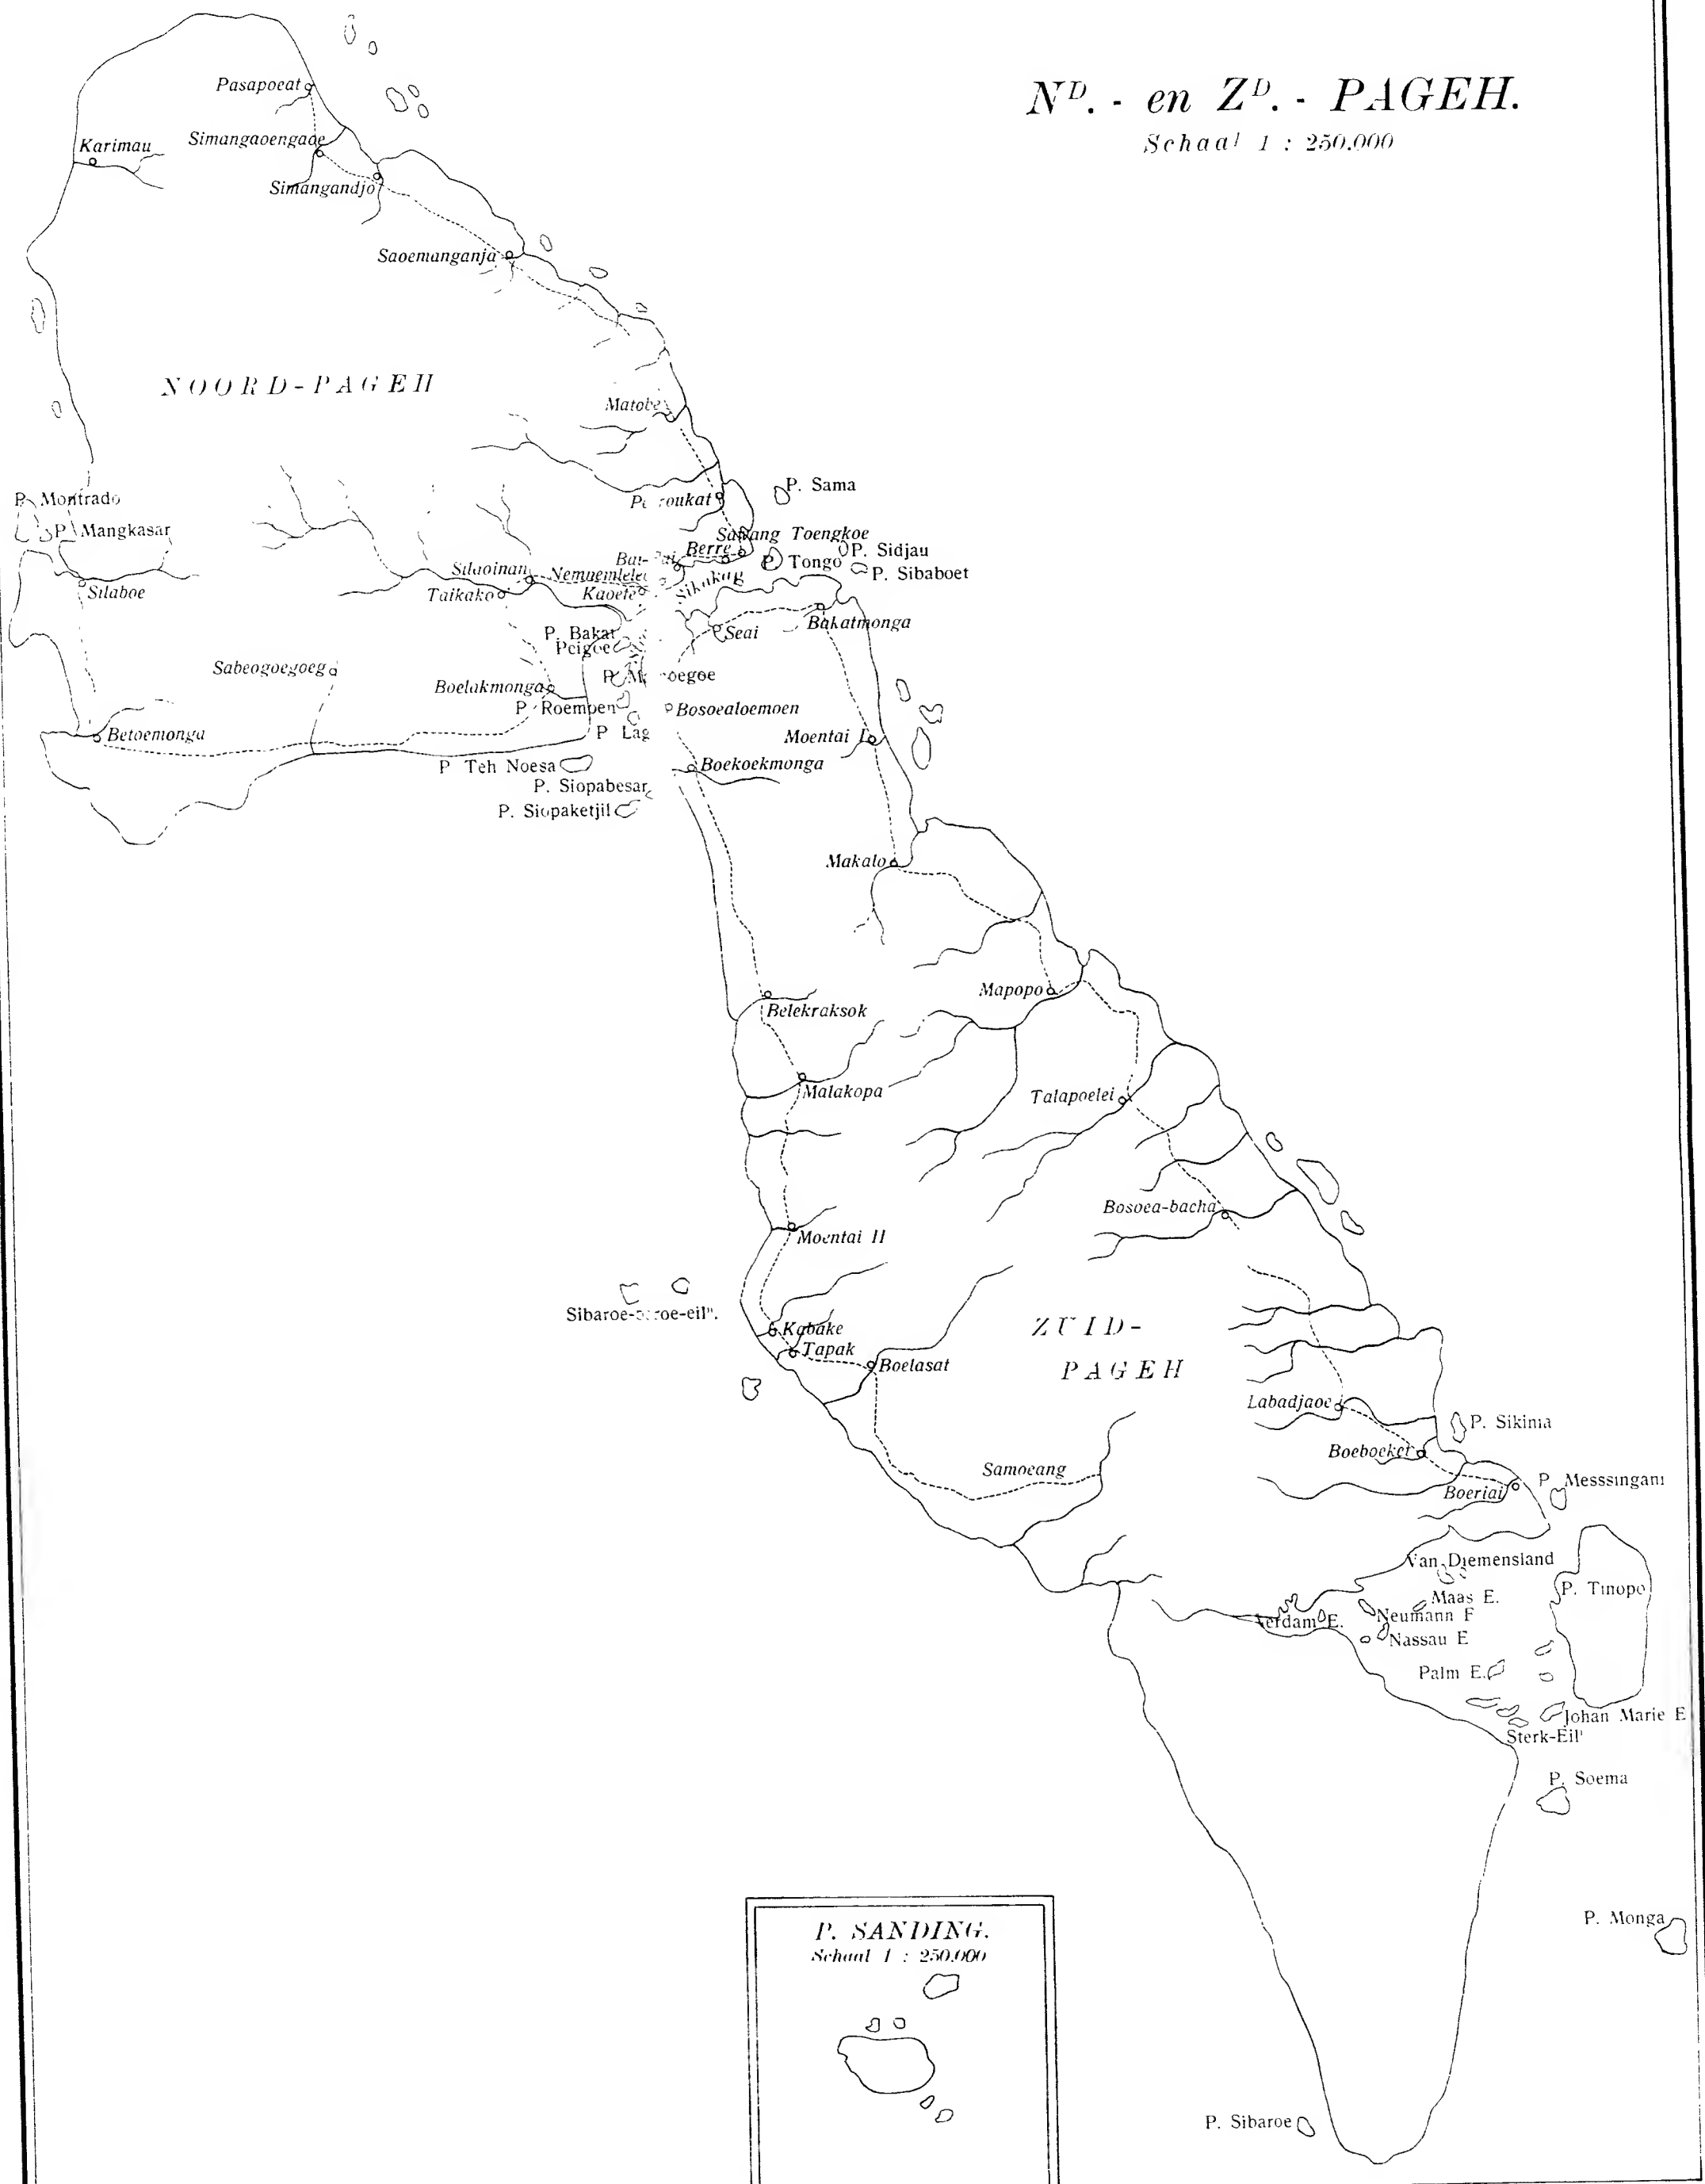 N^D. - en Z^D. - PAGEH.
Schaal 1 : 250.000
Pasapoeat
Karimau
Simangaoengaoe
Simangandjo
Saoemanganja
NOORD-PAGEH
Matobe
P. Montrado
P. Mangkasar
P. Sama
Sawang Toengkoe
Berre
P. Tongo
P. Sidjau
P. Sibaboet
Silaoinan
Taikako
Kaoete
Sikakap
Silaboe
Seai
Bakatmonga
P. Bakat
Peigoe
Sabeogoegoeg
Boelakmonga
P. Roempen
Bosoealoemoen
Betoemonga
P Lag
Moentai I
P Teh Noesa
Boekoekmonga
P. Siopabesar
P. Siopaketjil
Makalo
Mapopo
Belekraksok
Malakopa
Talapoelei
Bosoea-bacha
Moentai II
Kabake
Tapak
Boelasat
ZUID-
PAGEH
Labadjaoe
P. Sikinia
Boeboeket
Samoeang
P. Messsingani
Boeriai
Van Diemensland
P. Tinopo
Maas E.
Neumann E
Nassau E
Palm E.
Johan Marie E
Sterk-Eil^n
P. Soema
P. Monga
P. SANDING.
Schaal 1 : 250.000
P. Sibaroe